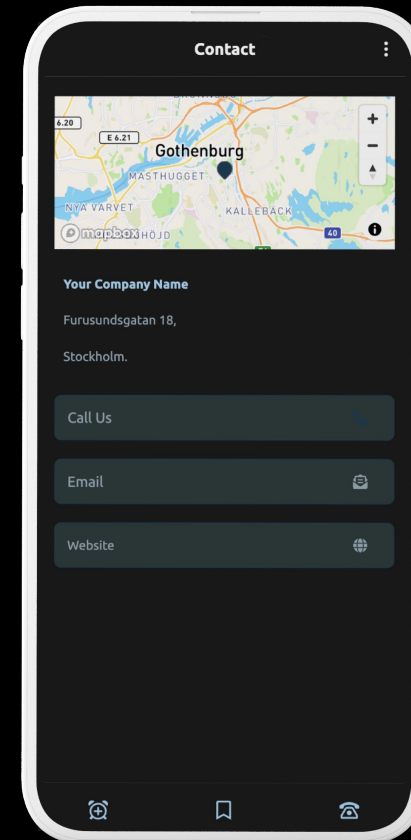 Contact
6.20
E 6.21
Gothenburg
MASTHUGGET
NYA VARVET
KALLEBÄCK
mapbox
HÖJD
40
Your Company Name
Furusundsgatan 18,
Stockholm.
Call Us
Email
Website